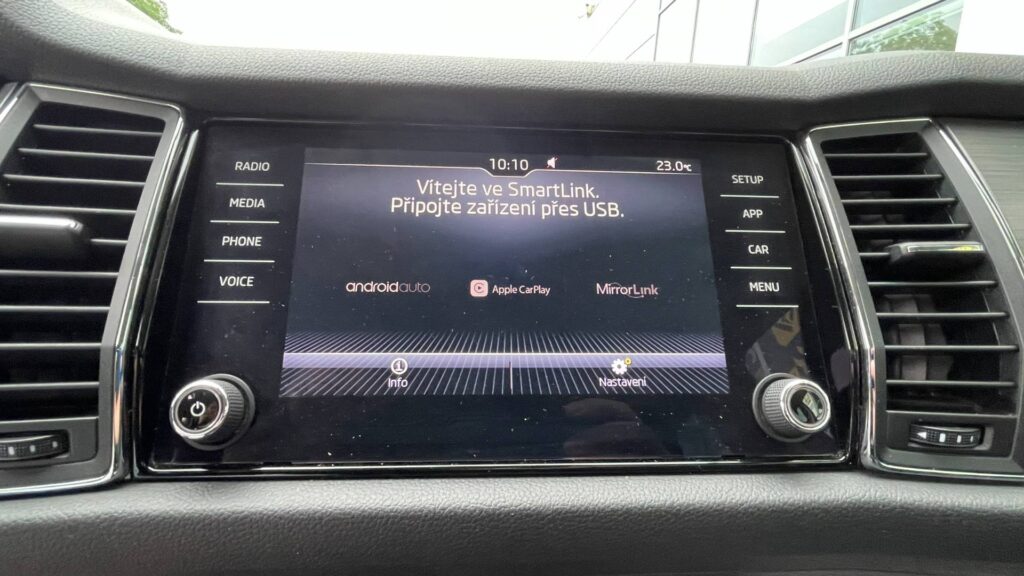 RADIO
MEDIA
PHONE
VOICE
10:10
23.0°C
Vítejte ve SmartLink.
Připojte zařízení přes USB.
androidauto
Apple CarPlay
MirrorLink
Info
Nastavení
SETUP
APP
CAR
MENU